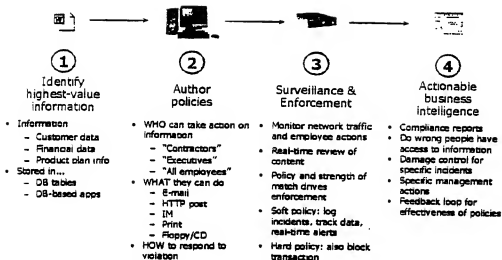 1
Identify
highest-value
information
• Information
– Customer data
– Financial data
– Product plan info
• Stored in...
– DB tables
– DB-based apps
2
Author
policies
• WHO can take action on
information
– "Contractors"
– "Executives"
– "All employees"
• WHAT they can do
– E-mail
– HTTP post
– IM
– Print
– Floppy/CD
• HOW to respond to
violation
3
Surveillance &
Enforcement
• Monitor network traffic
and employee actions
• Real-time review of
content
• Policy and strength of
match drives
enforcement
• Soft policy: log
incidents, track data,
real-time alerts
• Hard policy: also block
transaction
4
Actionable
business
intelligence
• Compliance reports
• Do wrong people have
access to information
• Damage control for
specific incidents
• Specific management
actions
• Feedback loop for
effectiveness of policies